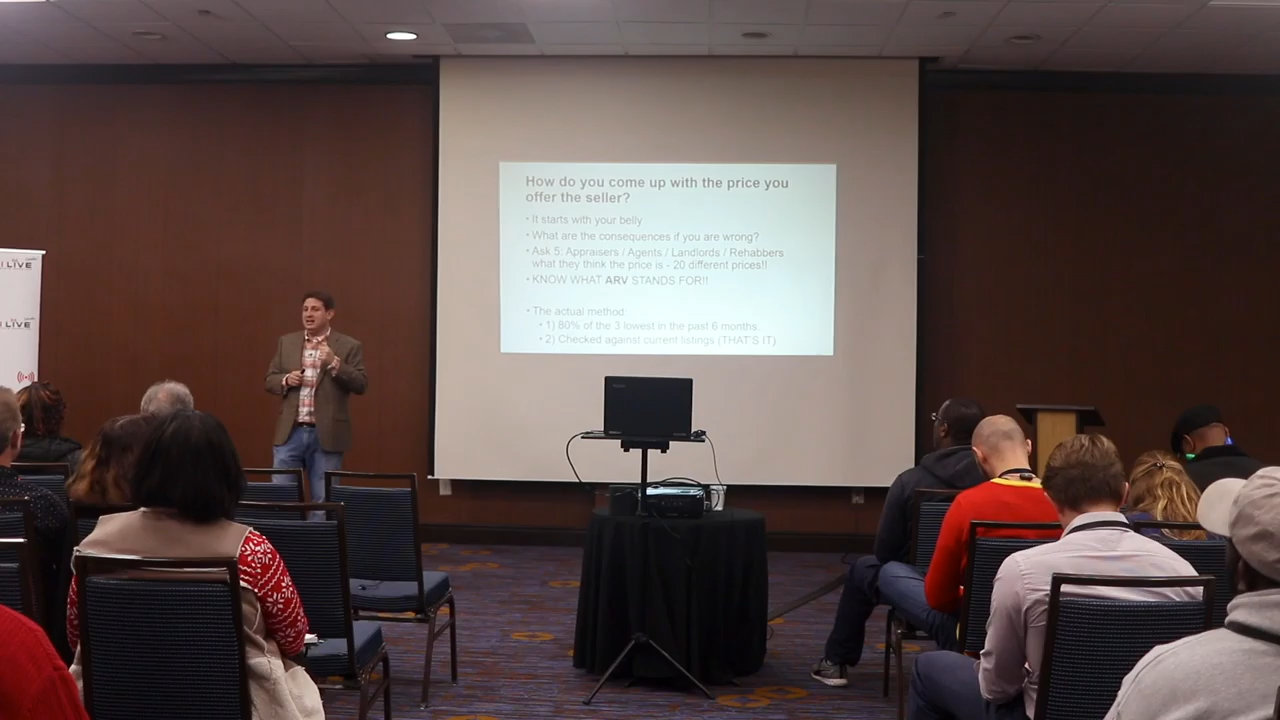 How do you come up with the price you
offer the seller?
• It starts with your belly
• What are the consequences if you are wrong?
• Ask 5: Appraisers / Agents / Landlords / Rehabbers
what they think the price is - 20 different prices!!
• KNOW WHAT ARV STANDS FOR!!
• The actual method
• 1) 80% of the 3 lowest in the past 6 months.
• 2) Checked against current listings (THAT'S IT)
I LIVE
I LIVE